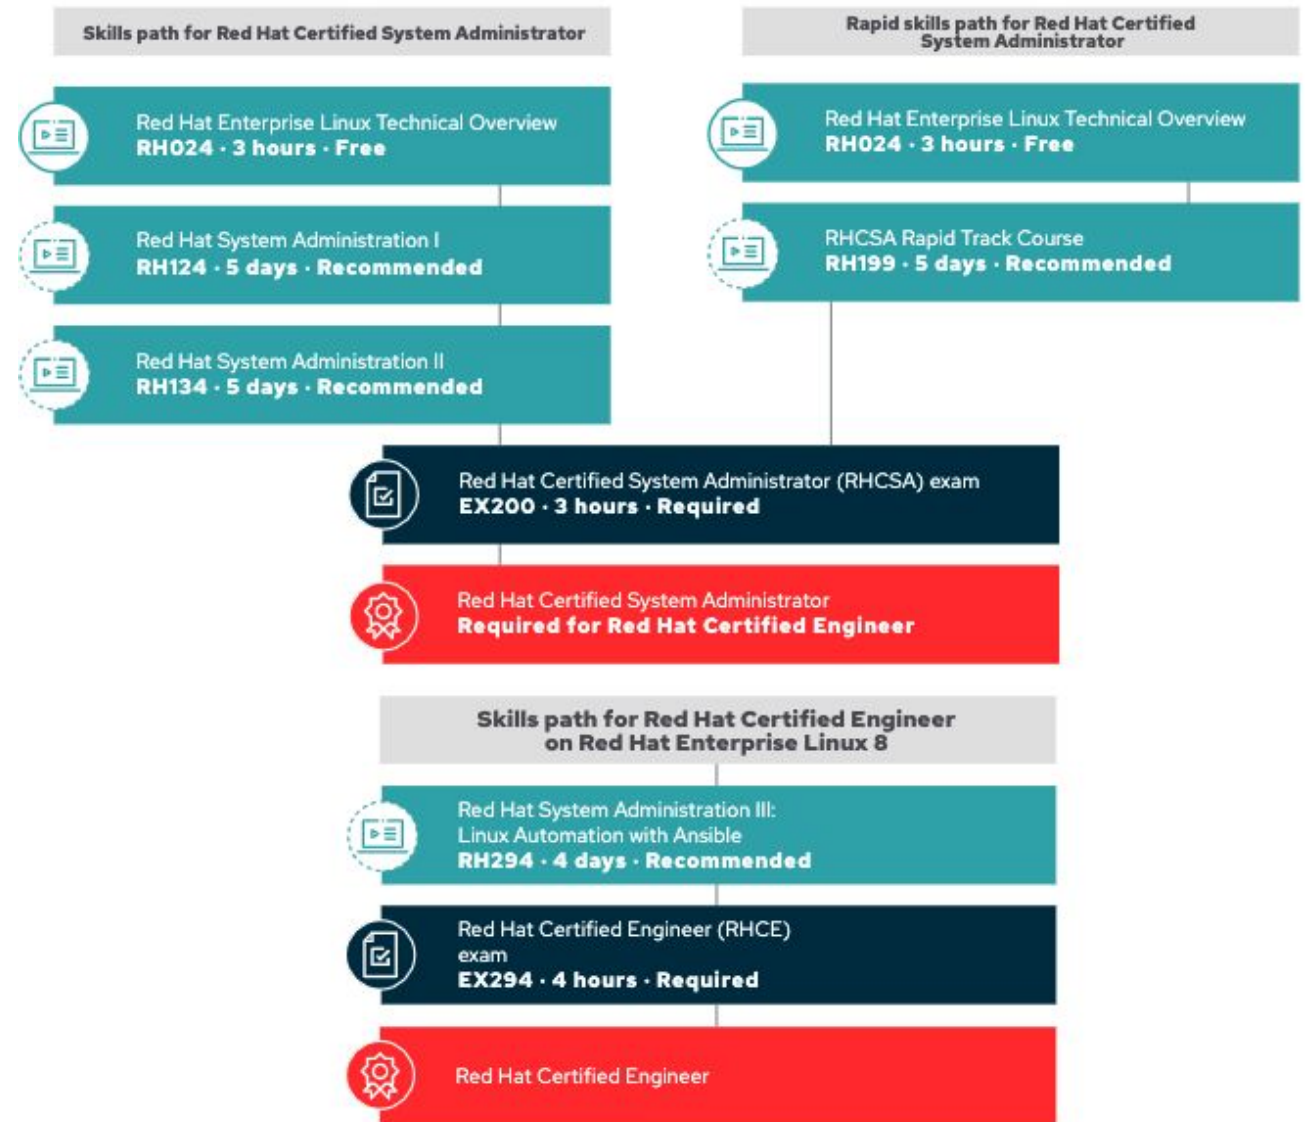 Skills path for Red Hat Certified System Administrator
Red Hat Enterprise Linux Technical Overview
RH024 · 3 hours · Free
Red Hat System Administration I
RH124 · 5 days · Recommended
Red Hat System Administration II
RH134 · 5 days · Recommended
Rapid skills path for Red Hat Certified
System Administrator
Red Hat Enterprise Linux Technical Overview
RH024 · 3 hours · Free
RHCSA Rapid Track Course
RH199 · 5 days · Recommended
Red Hat Certified System Administrator (RHCSA) exam
EX200 · 3 hours · Required
Red Hat Certified System Administrator
Required for Red Hat Certified Engineer
Skills path for Red Hat Certified Engineer
on Red Hat Enterprise Linux 8
Red Hat System Administration III:
Linux Automation with Ansible
RH294 · 4 days · Recommended
Red Hat Certified Engineer (RHCE)
exam
EX294 · 4 hours · Required
Red Hat Certified Engineer